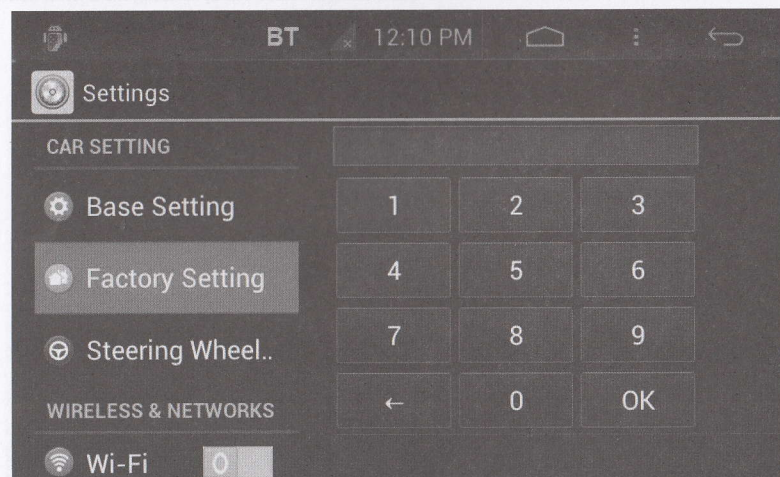 BT 12:10 PM
Settings
CAR SETTING
Base Setting
1 2 3
Factory Setting
4 5 6
Steering Wheel..
7 8 9
WIRELESS & NETWORKS
← 0 OK
Wi-Fi O